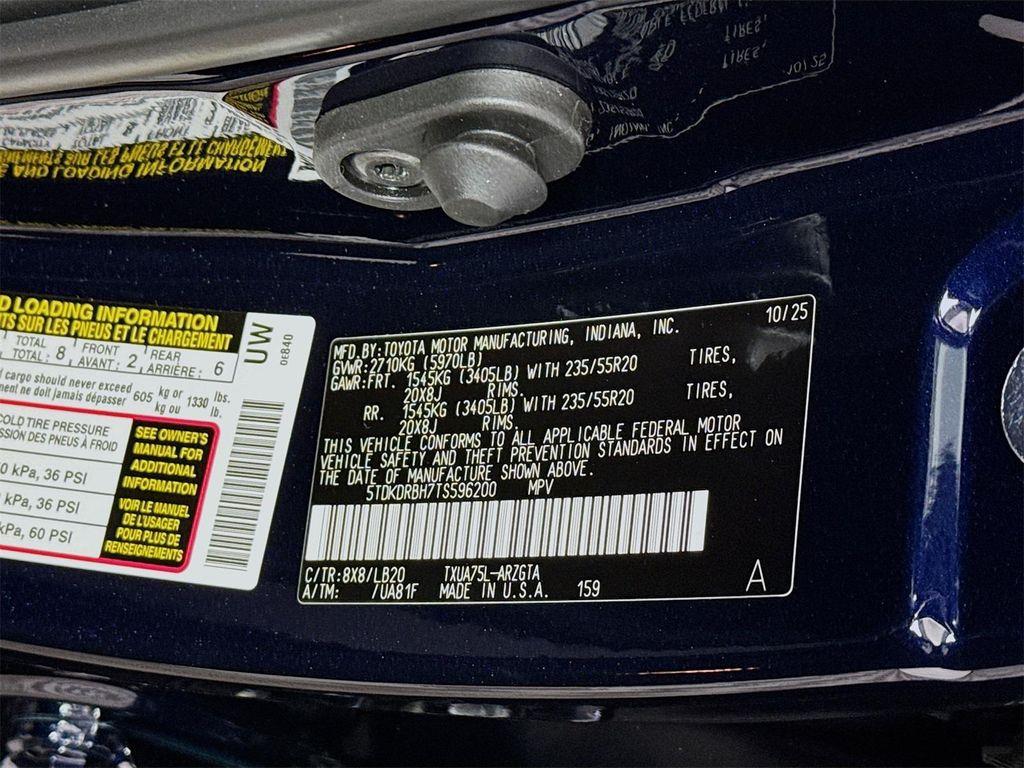 D LOADING INFORMATION
TS SUR LES PNEUS ET LE CHARGEMENT
TOTAL
TOTAL : 8
FRONT
AVANT : 2
REAR
ARRIÈRE : 6
cargo should never exceed 605 kg or 1330 lbs.
ment ne doit jamais dépasser kg ou lb.
COLD TIRE PRESSURE
SSION DES PNEUS À FROID
0 kPa, 36 PSI
kPa, 36 PSI
kPa, 60 PSI
SEE OWNER'S
MANUAL FOR
ADDITIONAL
INFORMATION
VOIR LE MANUEL
DE L'USAGER
POUR PLUS DE
RENSEIGNEMENTS
UW
0E840
10/25
MFD.BY:TOYOTA MOTOR MANUFACTURING, INDIANA, INC.
GVWR:2710KG (5970LB)
GAWR:FRT. 1545KG (3405LB) WITH 235/55R20 TIRES,
20X8J RIMS.
RR. 1545KG (3405LB) WITH 235/55R20 TIRES,
20X8J RIMS.
THIS VEHICLE CONFORMS TO ALL APPLICABLE FEDERAL MOTOR
VEHICLE SAFETY AND THEFT PREVENTION STANDARDS IN EFFECT ON
THE DATE OF MANUFACTURE SHOWN ABOVE.
5TDKDRBH7TS596200 MPV
C/TR:8X8/LB20 TXUA75L-ARZGTA
A/TM: /UA81F MADE IN U.S.A. 159
A